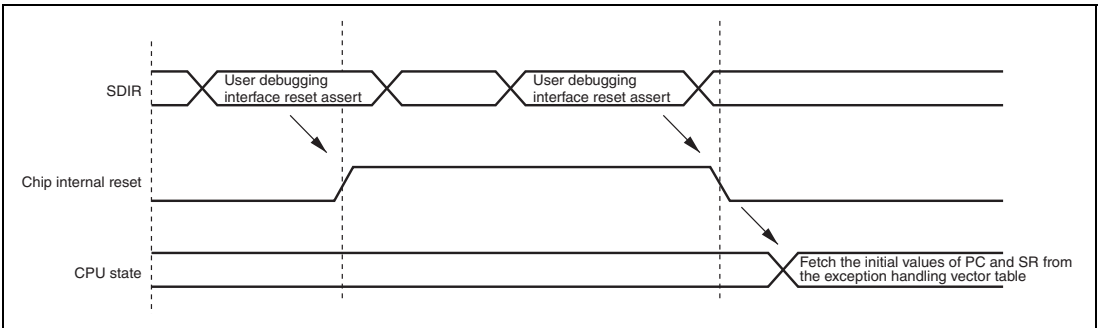 SDIR
User debugging
interface reset assert
User debugging
interface reset assert
Chip internal reset
CPU state
Fetch the initial values of PC and SR from
the exception handling vector table